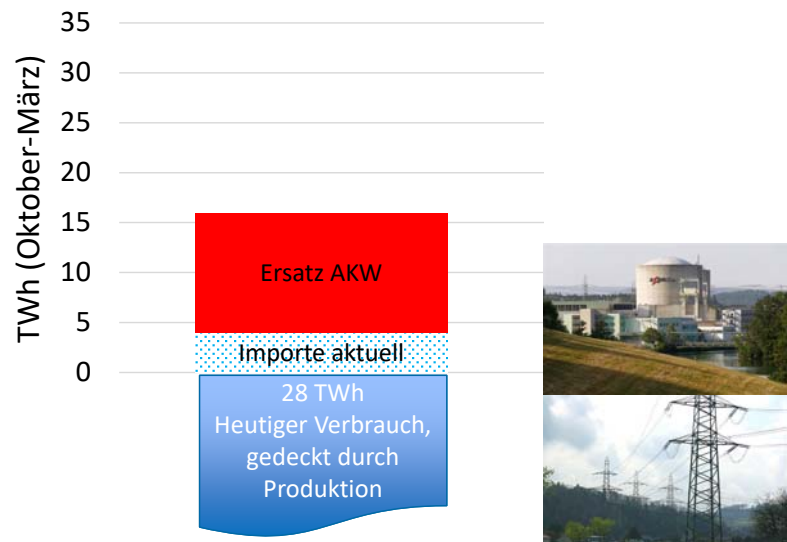 TWh (Oktober-März)
35
30
25
20
15
10
5
0
Ersatz AKW
Importe aktuell
28 TWh
Heutiger Verbrauch,
gedeckt durch
Produktion